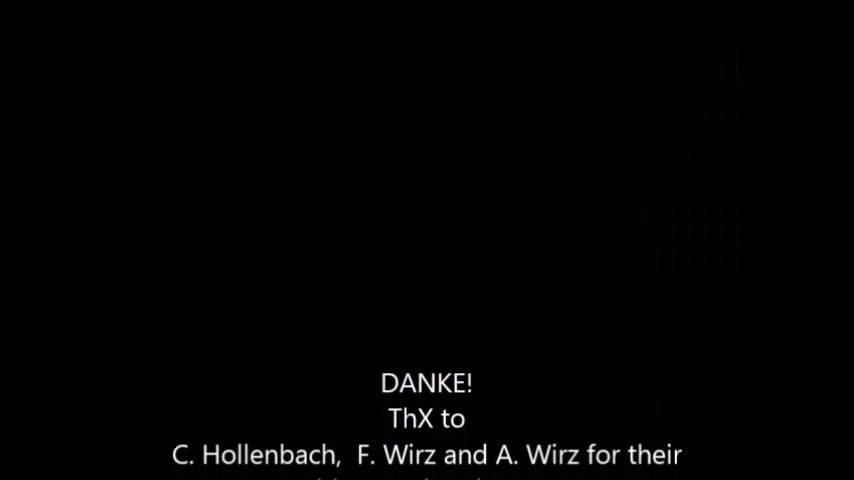 DANKE!
ThX to
C. Hollenbach,  F. Wirz and A. Wirz for their